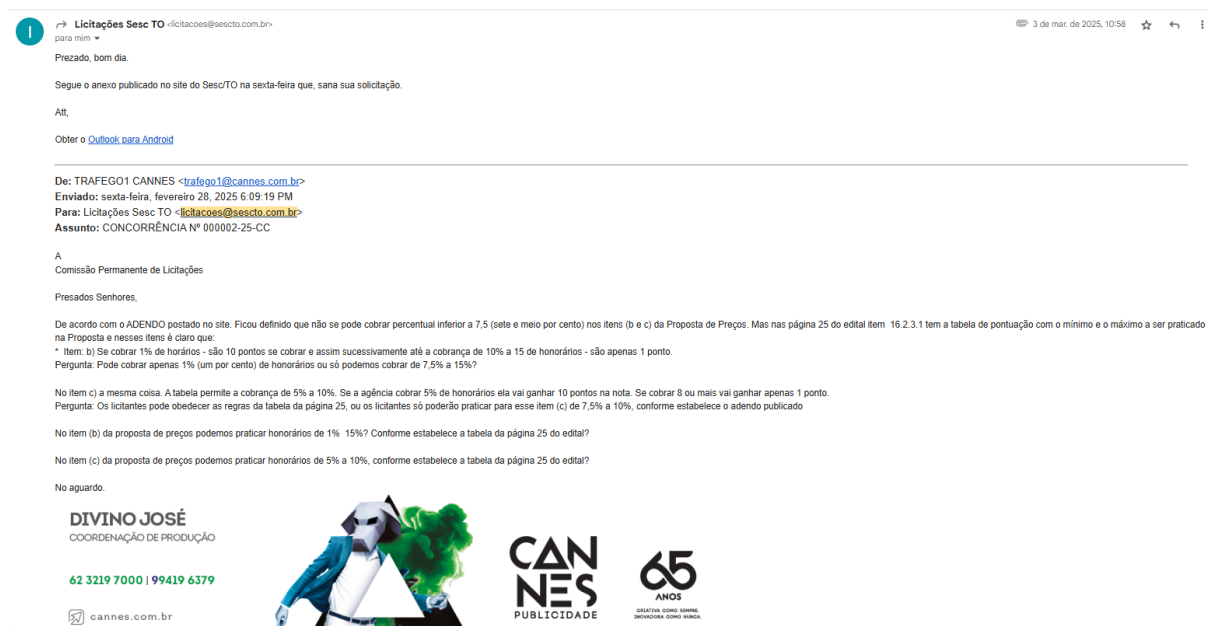 I
Licitações Sesc TO <licitacoes@sescto.com.br>
3 de mar. de 2025, 10:58
para mim
Prezado, bom dia.
Segue o anexo publicado no site do Sesc/TO na sexta-feira que, sana sua solicitação.
Att,
Obter o Outlook para Android
De: TRAFEGO1 CANNES <trafego1@cannes.com.br>
Enviado: sexta-feira, fevereiro 28, 2025 6:09:19 PM
Para: Licitações Sesc TO <licitacoes@sescto.com.br>
Assunto: CONCORRÊNCIA Nº 000002-25-CC
A
Comissão Permanente de Licitações
Presados Senhores,
De acordo com o ADENDO postado no site. Ficou definido que não se pode cobrar percentual inferior a 7,5 (sete e meio por cento) nos itens (b e c) da Proposta de Preços. Mas nas página 25 do edital item 16.2.3.1 tem a tabela de pontuação com o mínimo e o máximo a ser praticado
na Proposta e nesses itens é claro que:
* Item: b) Se cobrar 1% de horários - são 10 pontos se cobrar e assim sucessivamente até a cobrança de 10% a 15 de honorários - são apenas 1 ponto.
Pergunta: Pode cobrar apenas 1% (um por cento) de honorários ou só podemos cobrar de 7,5% a 15%?
No item c) a mesma coisa. A tabela permite a cobrança de 5% a 10%. Se a agência cobrar 5% de honorários ela vai ganhar 10 pontos na nota. Se cobrar 8 ou mais vai ganhar apenas 1 ponto.
Pergunta: Os licitantes pode obedecer as regras da tabela da página 25, ou os licitantes só poderão praticar para esse item (c) de 7,5% a 10%, conforme estabelece o adendo publicado
No item (b) da proposta de preços podemos praticar honorários de 1% 15%? Conforme estabelece a tabela da página 25 do edital?
No item (c) da proposta de preços podemos praticar honorários de 5% a 10%, conforme estabelece a tabela da página 25 do edital?
No aguardo.
DIVINO JOSÉ
COORDENAÇÃO DE PRODUÇÃO
62 3219 7000 | 99419 6379
cannes.com.br
CAN
NES
PUBLICIDADE
65
ANOS
CRIATIVA COMO SEMPRE.
INOVADORA COMO NUNCA.